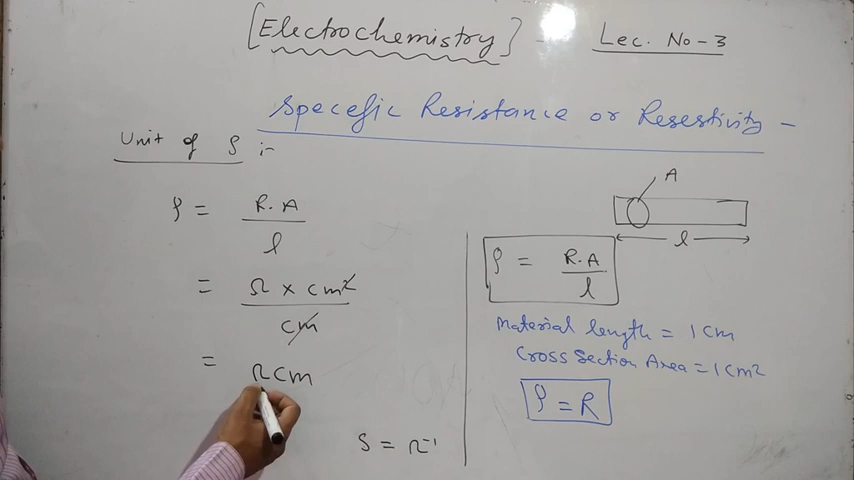 [Electrochemistry] - Lec. No-3
Specefic Resistance or Resestivity -
Unit of ρ :-
ρ = R.A / l
= Ω × cm² / cm
= Ω cm
S = Ω⁻¹
A
l
ρ = R.A / l
Material length = 1 cm
Cross Section Area = 1 cm²
ρ = R